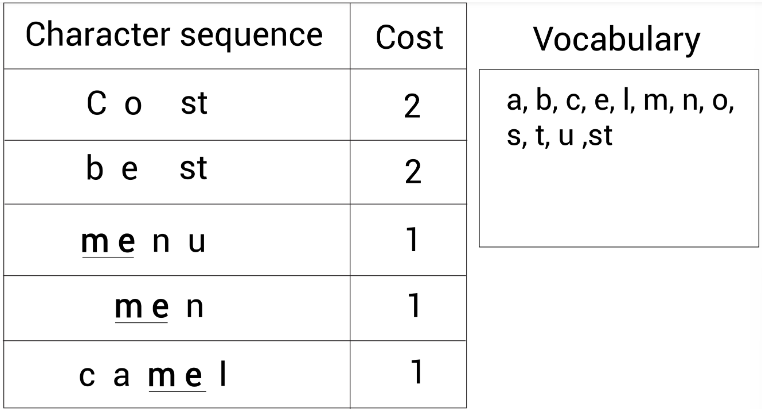 Character sequence Cost
C o st 2
b e st 2
m e n u 1
m e n 1
c a m e l 1
Vocabulary
a, b, c, e, l, m, n, o,
s, t, u ,st